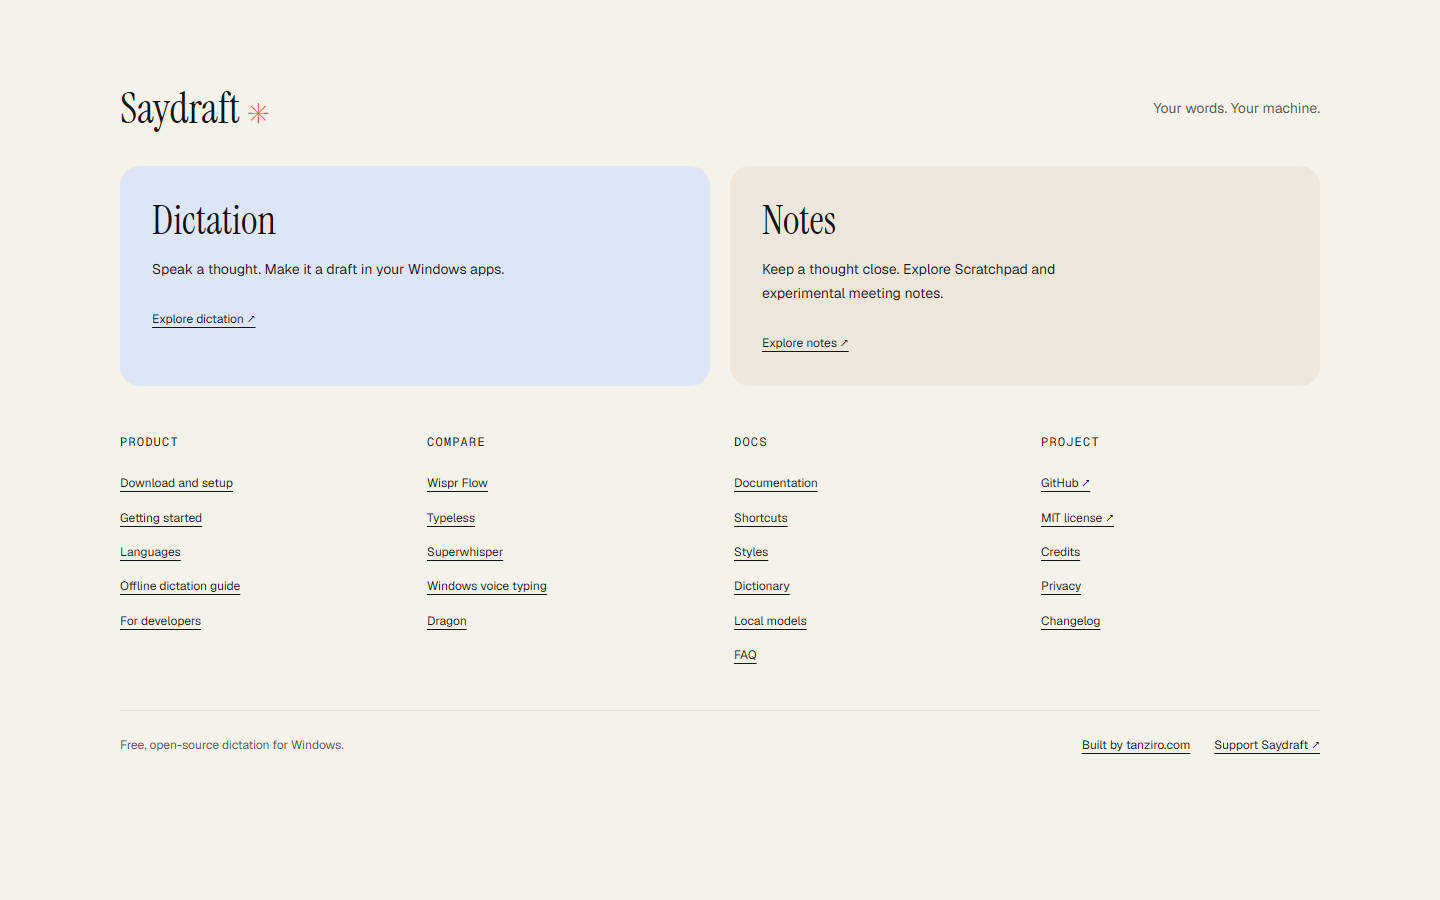 Saydraft
Your words. Your machine.
Dictation
Speak a thought. Make it a draft in your Windows apps.
Explore dictation ↗
Notes
Keep a thought close. Explore Scratchpad and
experimental meeting notes.
Explore notes ↗
PRODUCT
Download and setup
Getting started
Languages
Offline dictation guide
For developers
COMPARE
Wispr Flow
Typeless
Superwhisper
Windows voice typing
Dragon
DOCS
Documentation
Shortcuts
Styles
Dictionary
Local models
FAQ
PROJECT
GitHub ↗
MIT license ↗
Credits
Privacy
Changelog
Free, open-source dictation for Windows.
Built by tanziro.com
Support Saydraft ↗